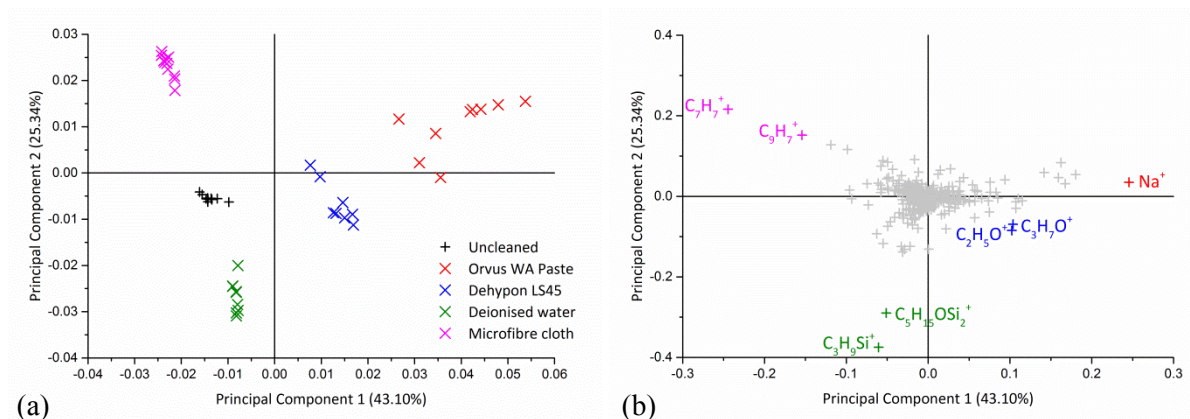 0.04
0.03
0.02
0.01
0.00
-0.01
-0.02
-0.03
-0.04
Principal Component 2 (25.34%)
Uncleaned
Orvus WA Paste
Dehypon LS45
Deionised water
Microfibre cloth
-0.04 -0.03 -0.02 -0.01 0.00 0.01 0.02 0.03 0.04 0.05 0.06
Principal Component 1 (43.10%)
(a)
0.4
0.2
0.0
-0.2
-0.4
Principal Component 2 (25.34%)
C₇H₇⁺
C₉H₇⁺
Na⁺
C₂H₅O⁺ C₃H₇O⁺
C₅H₁₅OSi₂⁺
C₃H₉Si⁺
-0.3 -0.2 -0.1 0.0 0.1 0.2 0.3
Principal Component 1 (43.10%)
(b)